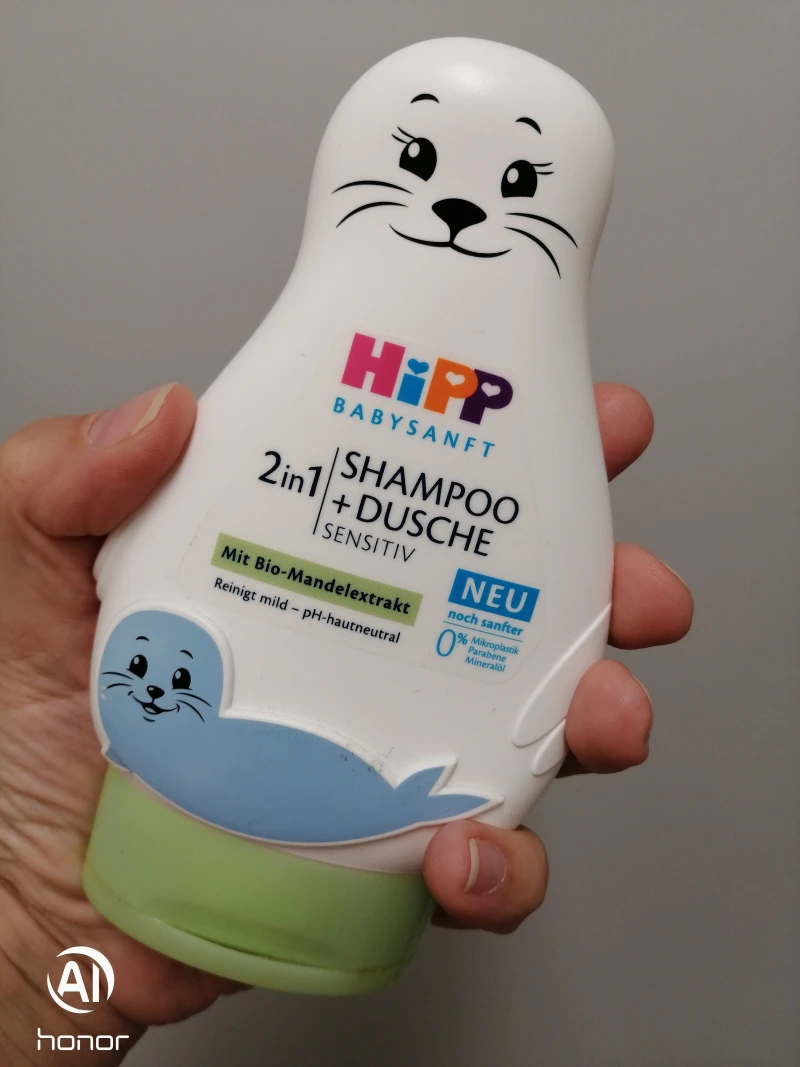 HiPP
BABYSANFT
2in1
SHAMPOO
+ DUSCHE
SENSITIV
Mit Bio-Mandelextrakt
Reinigt mild – pH-hautneutral
NEU
noch sanfter
0%
Mikroplastik
Parabene
Mineralöl
AI
honor